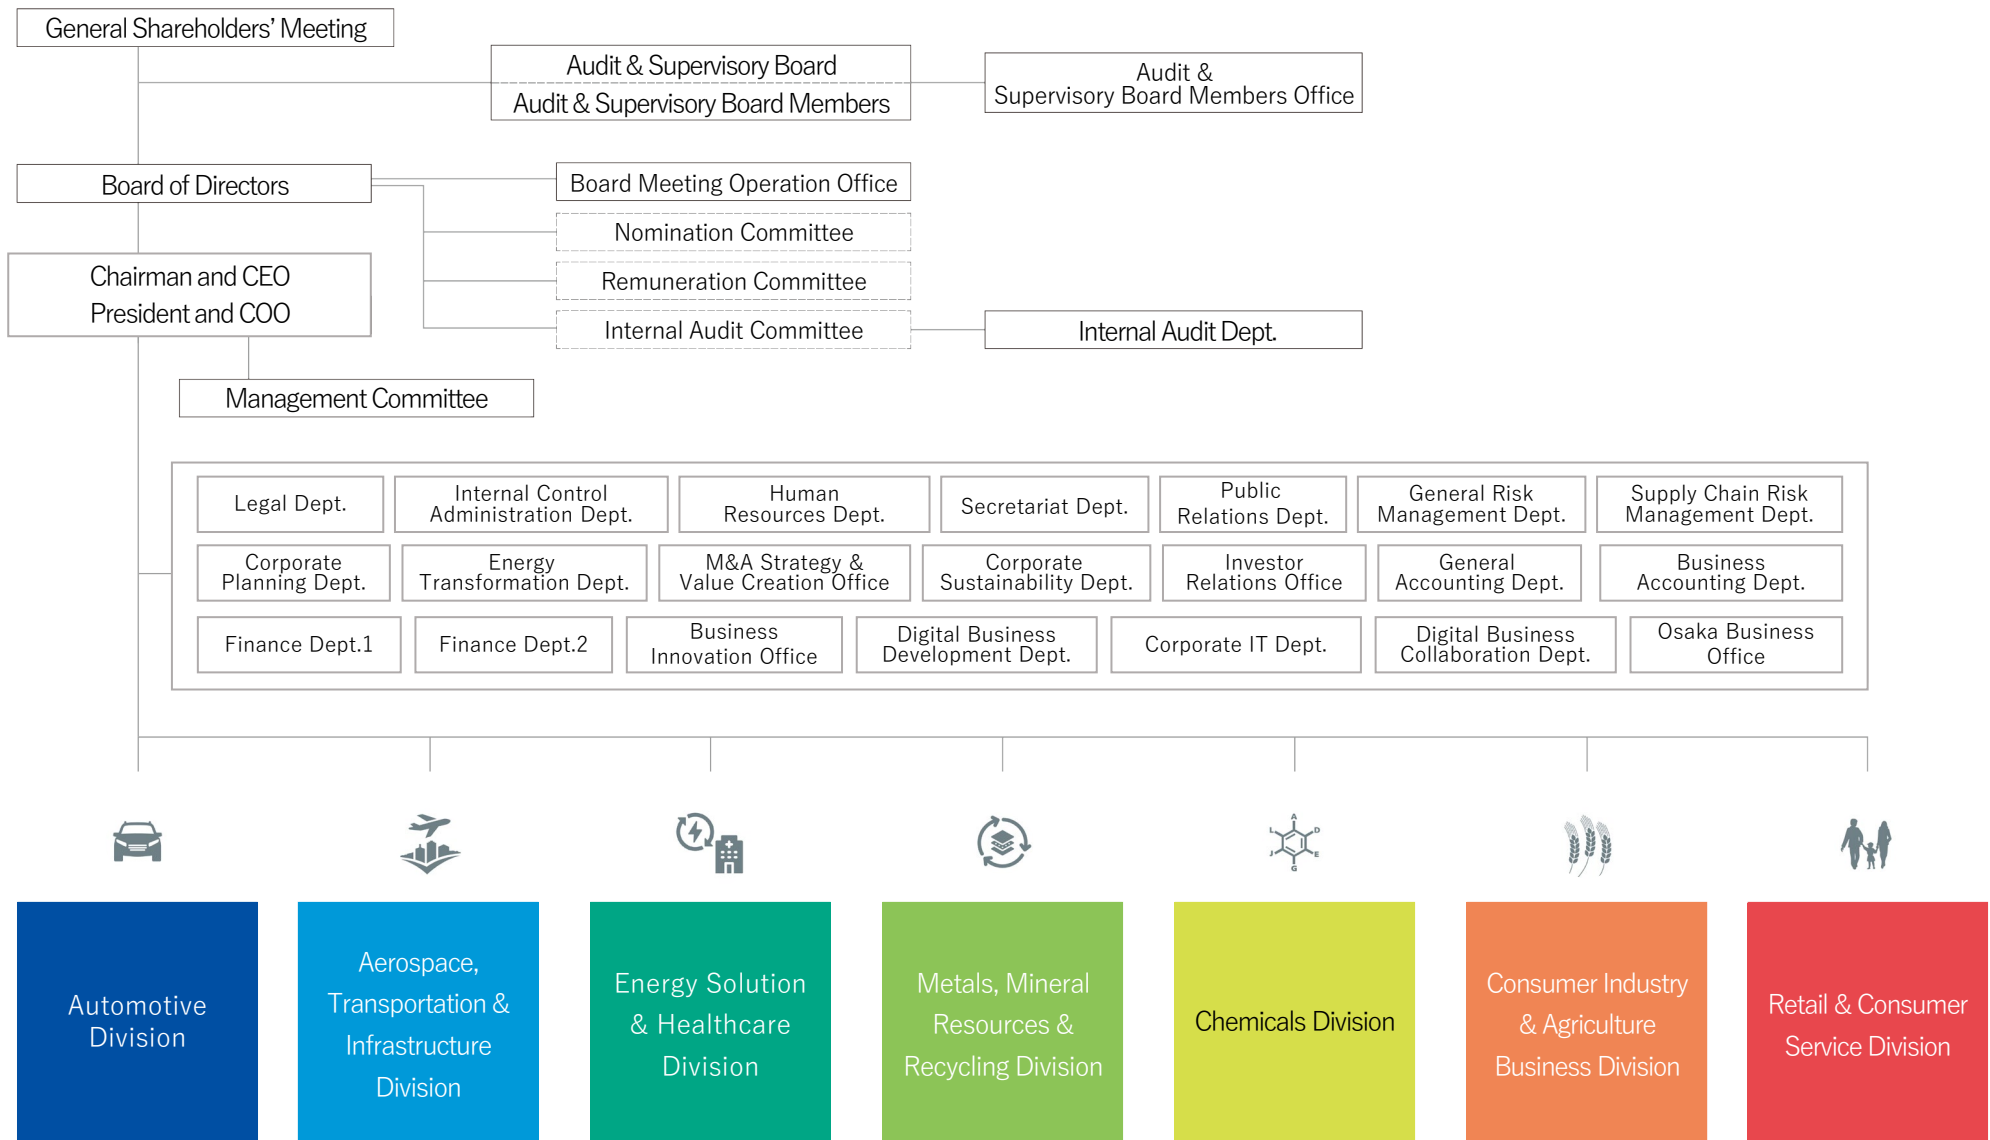 General Shareholders' Meeting
Audit & Supervisory Board
Audit & Supervisory Board Members
Audit &
Supervisory Board Members Office
Board of Directors
Board Meeting Operation Office
Nomination Committee
Remuneration Committee
Internal Audit Committee
Internal Audit Dept.
Chairman and CEO
President and COO
Management Committee
Legal Dept.
Internal Control
Administration Dept.
Human
Resources Dept.
Secretariat Dept.
Public
Relations Dept.
General Risk
Management Dept.
Supply Chain Risk
Management Dept.
Corporate
Planning Dept.
Energy
Transformation Dept.
M&A Strategy &
Value Creation Office
Corporate
Sustainability Dept.
Investor
Relations Office
General
Accounting Dept.
Business
Accounting Dept.
Finance Dept.1
Finance Dept.2
Business
Innovation Office
Digital Business
Development Dept.
Corporate IT Dept.
Digital Business
Collaboration Dept.
Osaka Business
Office
A
L D
J E
G
Automotive
Division
Aerospace,
Transportation &
Infrastructure
Division
Energy Solution
& Healthcare
Division
Metals, Mineral
Resources &
Recycling Division
Chemicals Division
Consumer Industry
& Agriculture
Business Division
Retail & Consumer
Service Division